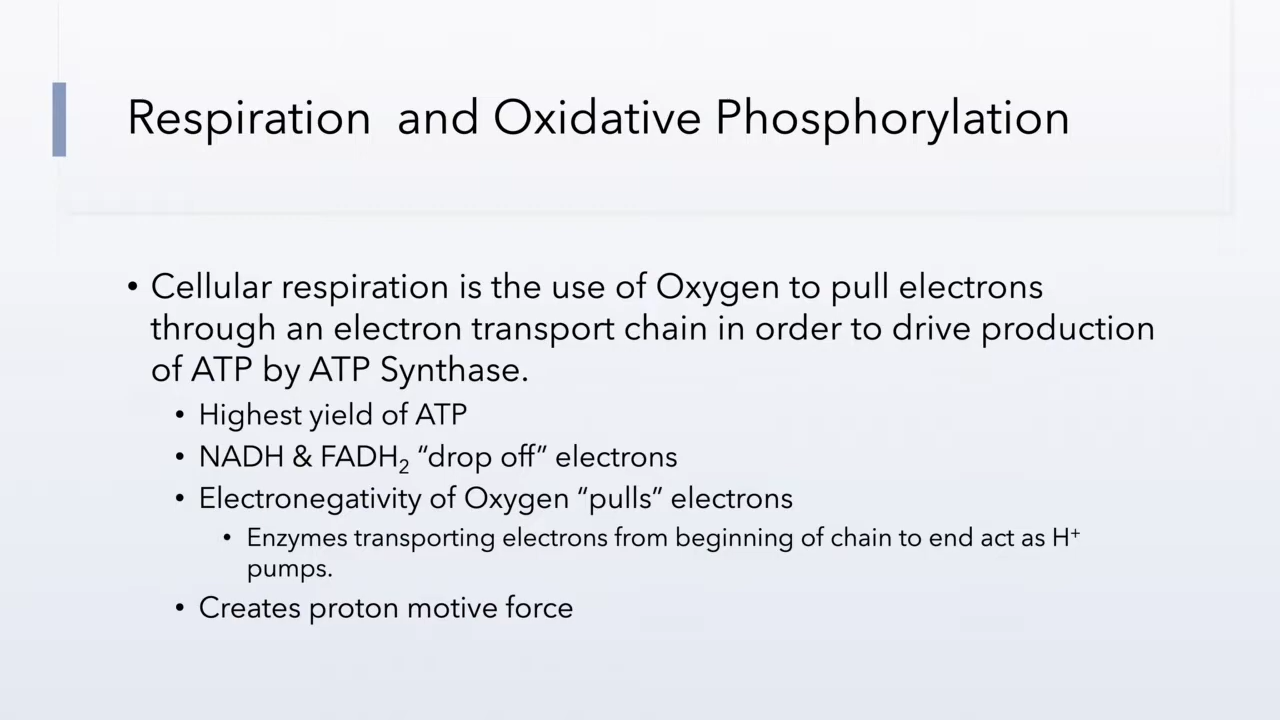 Respiration  and Oxidative Phosphorylation
• Cellular respiration is the use of Oxygen to pull electrons
through an electron transport chain in order to drive production
of ATP by ATP Synthase.
• Highest yield of ATP
• NADH & FADH₂ “drop off” electrons
• Electronegativity of Oxygen “pulls” electrons
• Enzymes transporting electrons from beginning of chain to end act as H⁺
pumps.
• Creates proton motive force